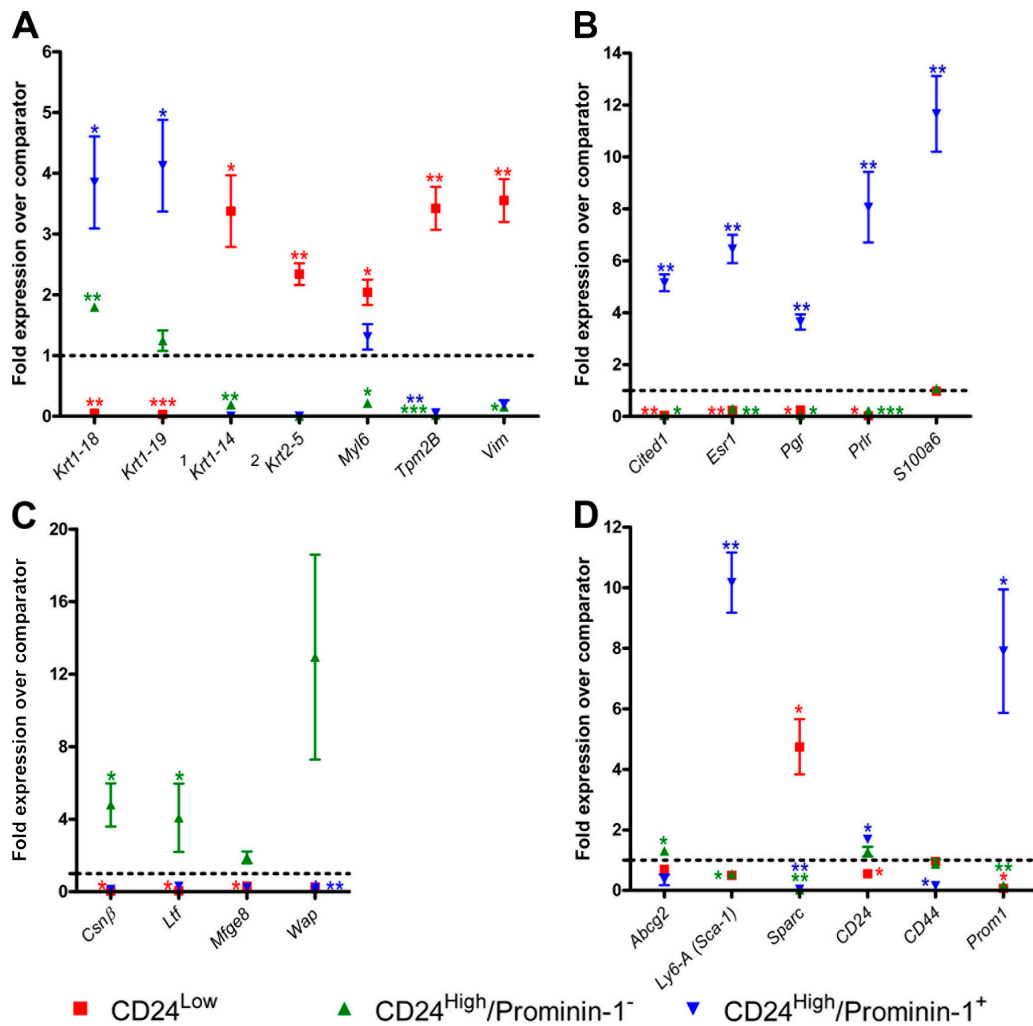 A
Fold expression over comparator
6
5
4
3
2
1
0
** ***
* * * ** * ** **
** ** * ** *** *
Krt1-18 Krt1-19 1 Krt1-14 2 Krt2-5 Myl6 Tpm2B Vim
B
Fold expression over comparator
14
12
10
8
6
4
2
0
** ** ** ** **
** * ** ** * * * ***
Cited1 Esr1 Pgr Prlr S100a6
C
Fold expression over comparator
20
16
12
8
4
0
* *
* * * * **
Csnβ Ltf Mfge8 Wap
D
Fold expression over comparator
12
10
8
6
4
2
0
** * * * *
* ** ** * * ** *
Abcg2 Ly6-A (Sca-1) Sparc CD24 CD44 Prom1
CD24Low CD24High/Prominin-1- CD24High/Prominin-1+